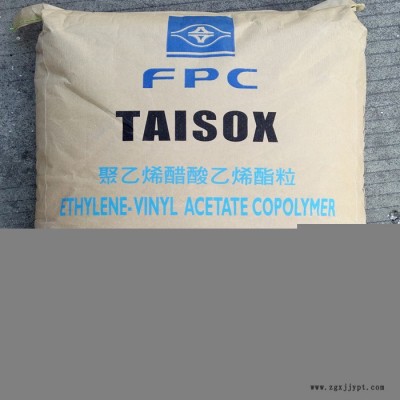 FPC
TAISOX
聚乙烯醋酸乙烯酯粒
ETHYLENE-VINYL ACETATE COPOLYMER
www.zgxjjypt.com